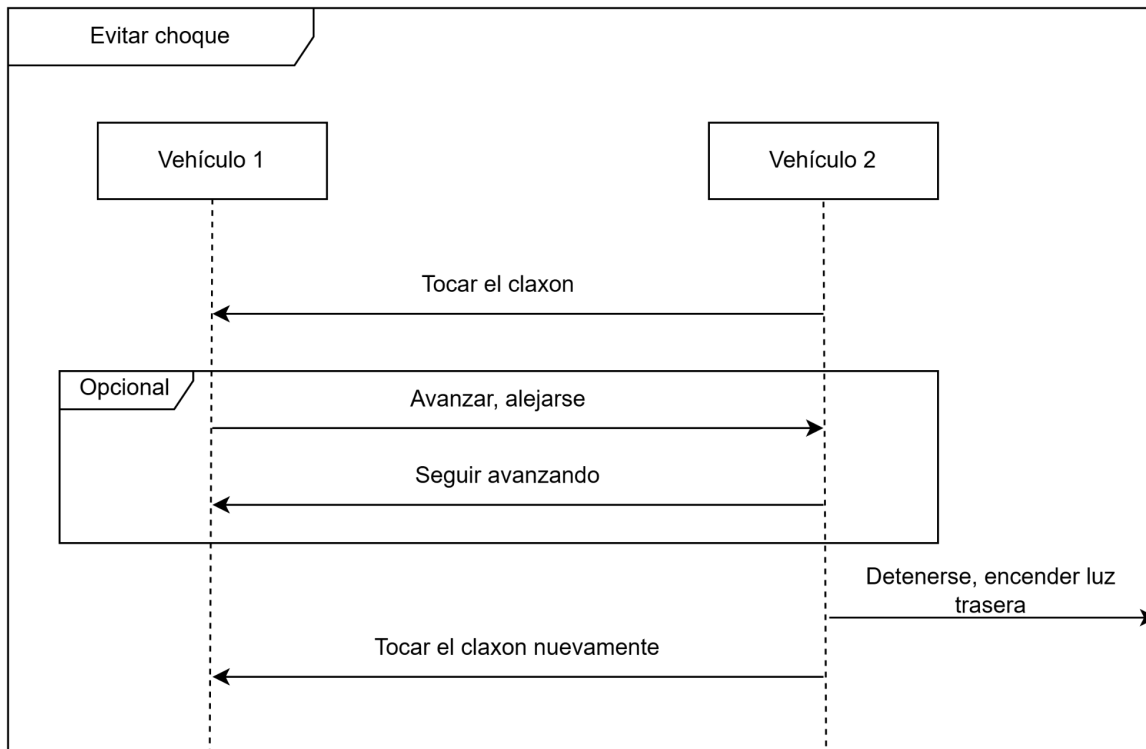 Evitar choque
Vehículo 1
Vehículo 2
Tocar el claxon
Opcional
Avanzar, alejarse
Seguir avanzando
Detenerse, encender luz
trasera
Tocar el claxon nuevamente